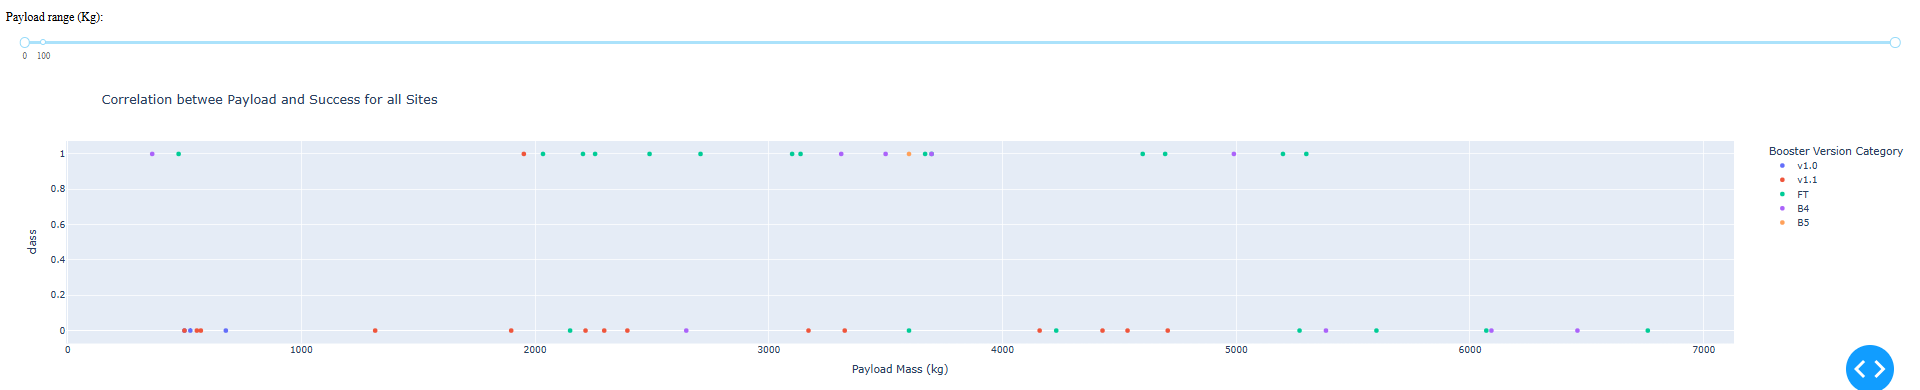 Payload range (Kg):
0 100
Correlation betwee Payload and Success for all Sites
Booster Version Category
v1.0
v1.1
FT
B4
B5
class
1
0.8
0.6
0.4
0.2
0
0 1000 2000 3000 4000 5000 6000 7000
Payload Mass (kg)